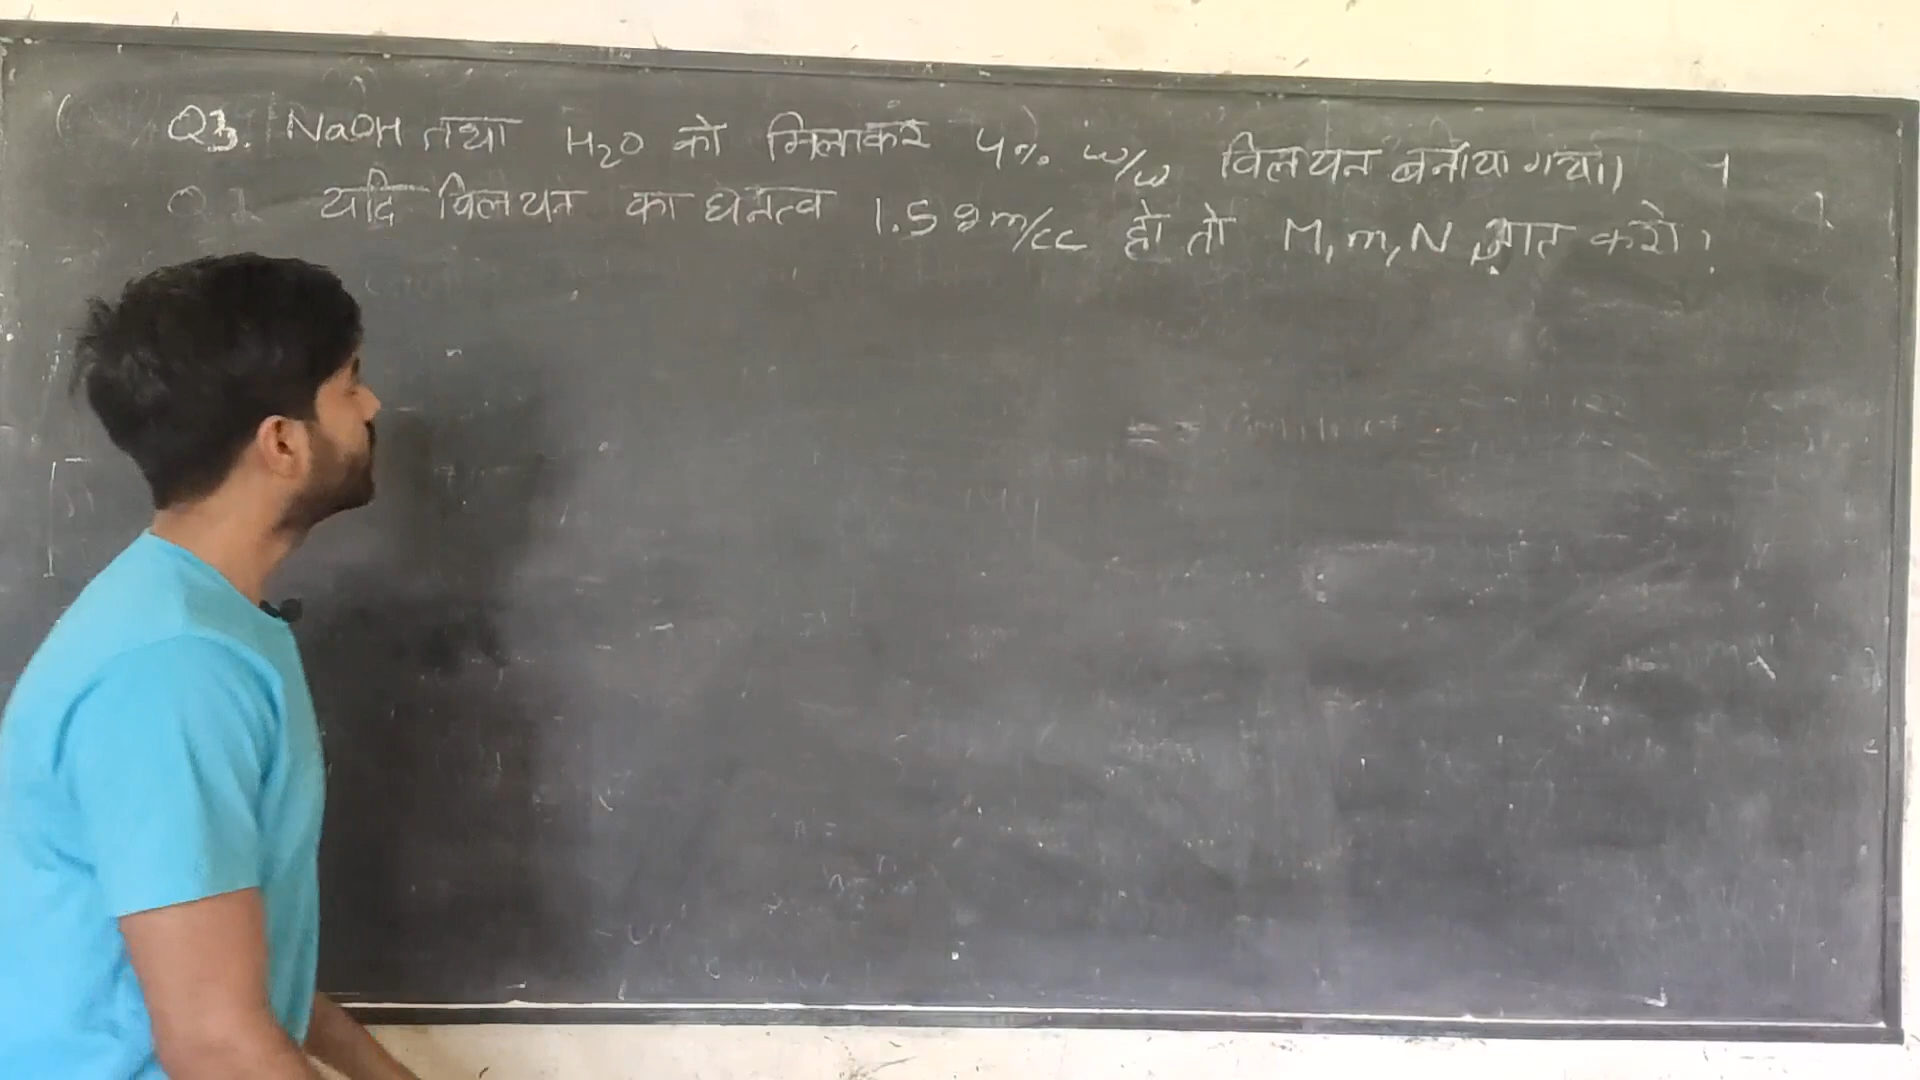 Q3. NaOH तथा H2O को मिलाकर 4% w/w विलयन बनाया गया।
यदि विलयन का घनत्व 1.5 gm/cc हो तो M, m, N ज्ञात करो?